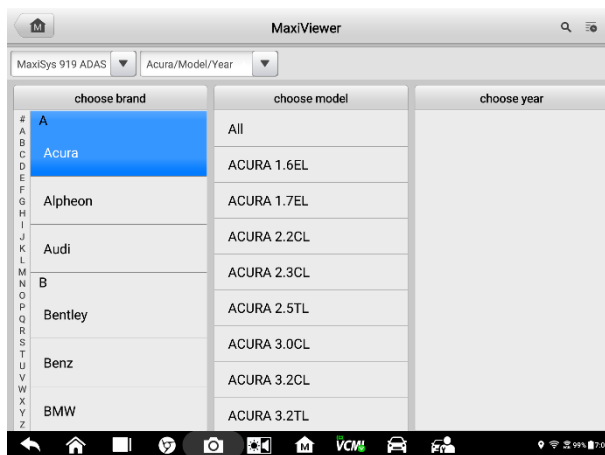 M
MaxiViewer
MaxiSys 919 ADAS
Acura/Model/Year
choose brand
choose model
choose year
#
A
B
C
D
E
F
G
H
I
J
K
L
M
N
O
P
Q
R
S
T
U
V
W
X
Y
Z
A
Acura
Alpheon
Audi
B
Bentley
Benz
BMW
All
ACURA 1.6EL
ACURA 1.7EL
ACURA 2.2CL
ACURA 2.3CL
ACURA 2.5TL
ACURA 3.0CL
ACURA 3.2CL
ACURA 3.2TL
M
VCMI
99%